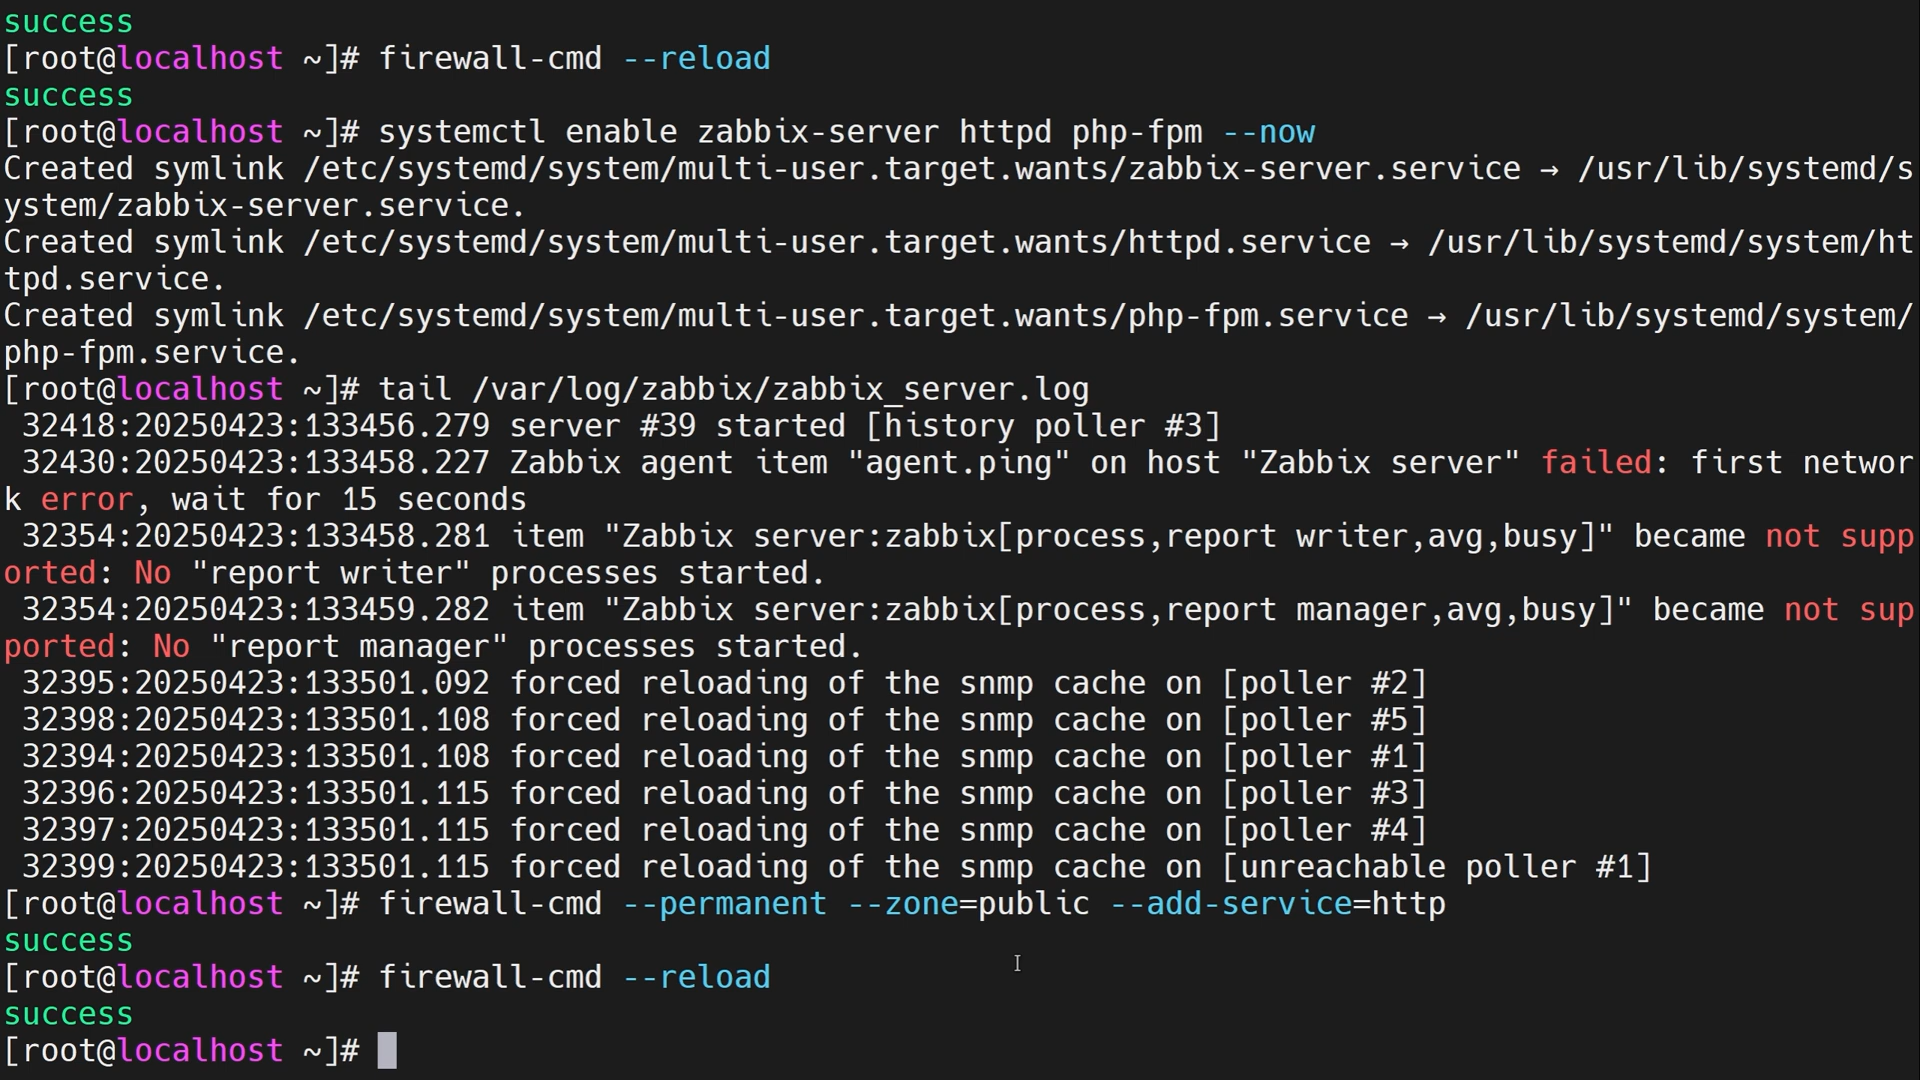 success
[root@localhost ~]# firewall-cmd --reload
success
[root@localhost ~]# systemctl enable zabbix-server httpd php-fpm --now
Created symlink /etc/systemd/system/multi-user.target.wants/zabbix-server.service → /usr/lib/systemd/s
ystem/zabbix-server.service.
Created symlink /etc/systemd/system/multi-user.target.wants/httpd.service → /usr/lib/systemd/system/ht
tpd.service.
Created symlink /etc/systemd/system/multi-user.target.wants/php-fpm.service → /usr/lib/systemd/system/
php-fpm.service.
[root@localhost ~]# tail /var/log/zabbix/zabbix_server.log
 32418:20250423:133456.279 server #39 started [history poller #3]
 32430:20250423:133458.227 Zabbix agent item "agent.ping" on host "Zabbix server" failed: first networ
k error, wait for 15 seconds
 32354:20250423:133458.281 item "Zabbix server:zabbix[process,report writer,avg,busy]" became not supp
orted: No "report writer" processes started.
 32354:20250423:133459.282 item "Zabbix server:zabbix[process,report manager,avg,busy]" became not sup
ported: No "report manager" processes started.
 32395:20250423:133501.092 forced reloading of the snmp cache on [poller #2]
 32398:20250423:133501.108 forced reloading of the snmp cache on [poller #5]
 32394:20250423:133501.108 forced reloading of the snmp cache on [poller #1]
 32396:20250423:133501.115 forced reloading of the snmp cache on [poller #3]
 32397:20250423:133501.115 forced reloading of the snmp cache on [poller #4]
 32399:20250423:133501.115 forced reloading of the snmp cache on [unreachable poller #1]
[root@localhost ~]# firewall-cmd --permanent --zone=public --add-service=http
success
[root@localhost ~]# firewall-cmd --reload
success
[root@localhost ~]#